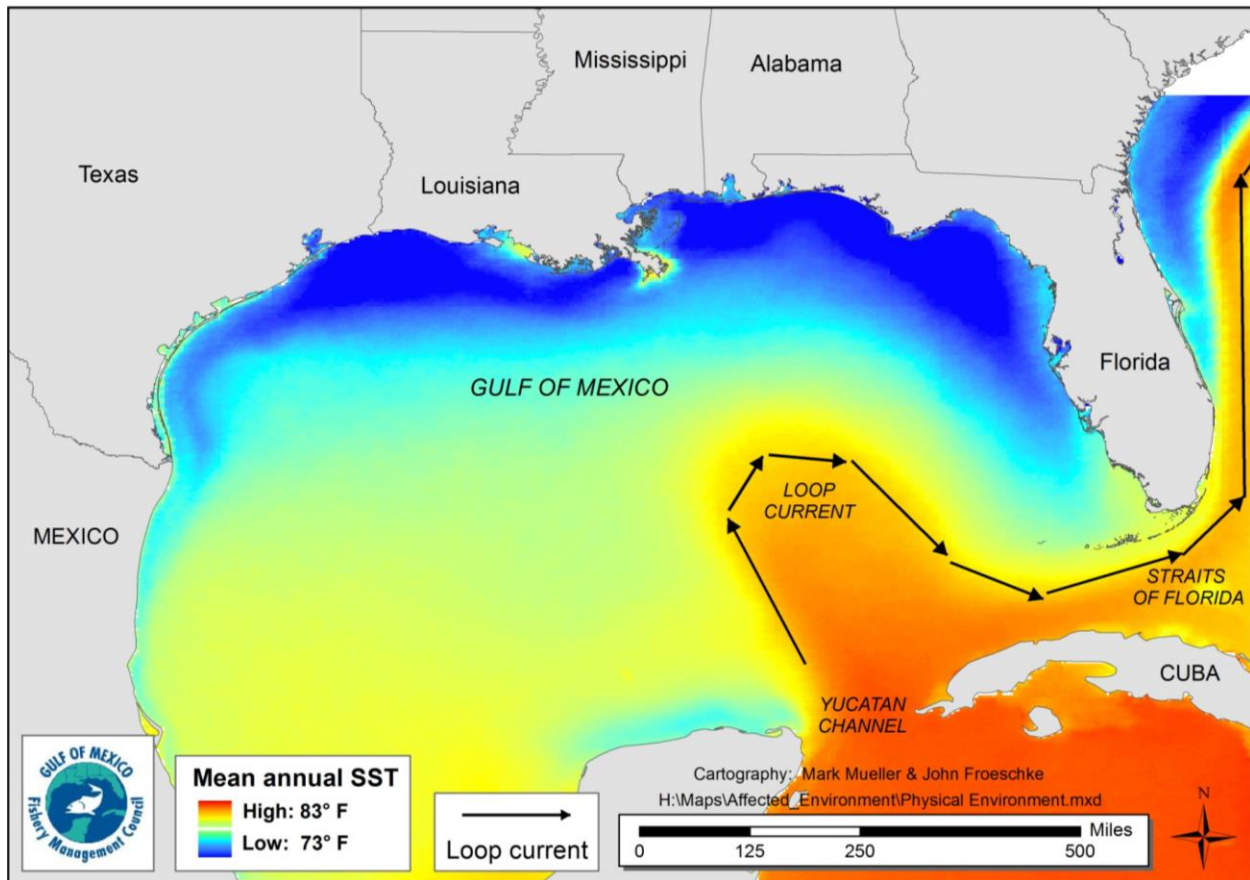 Mississippi
Alabama
Texas
Louisiana
Florida
GULF OF MEXICO
LOOP
CURRENT
MEXICO
STRAITS
OF FLORIDA
CUBA
YUCATAN
CHANNEL
GULF OF MEXICO
Fishery Management Council
Mean annual SST
High: 83° F
Low: 73° F
Loop current
Cartography: Mark Mueller & John Froeschke
H:\Maps\Affected_Environment\Physical Environment.mxd
Miles
0 125 250 500
N